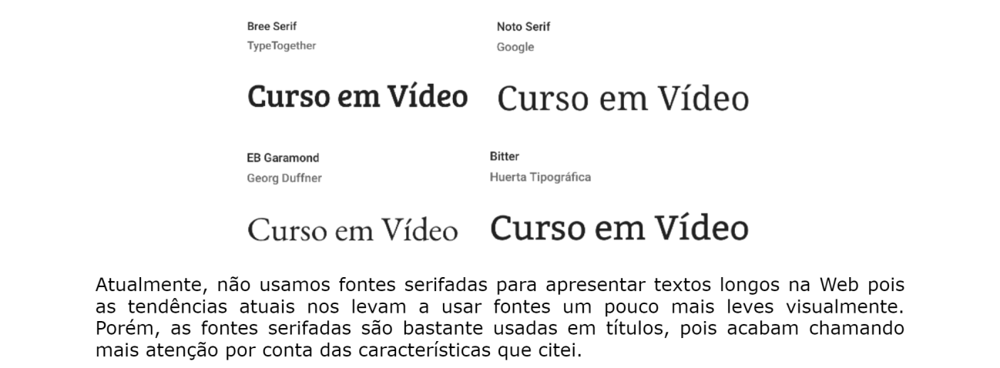 Bree Serif
TypeTogether
Curso em Vídeo
Noto Serif
Google
Curso em Vídeo
EB Garamond
Georg Duffner
Curso em Vídeo
Bitter
Huerta Tipográfica
Curso em Vídeo
Atualmente, não usamos fontes serifadas para apresentar textos longos na Web pois
as tendências atuais nos levam a usar fontes um pouco mais leves visualmente.
Porém, as fontes serifadas são bastante usadas em títulos, pois acabam chamando
mais atenção por conta das características que citei.